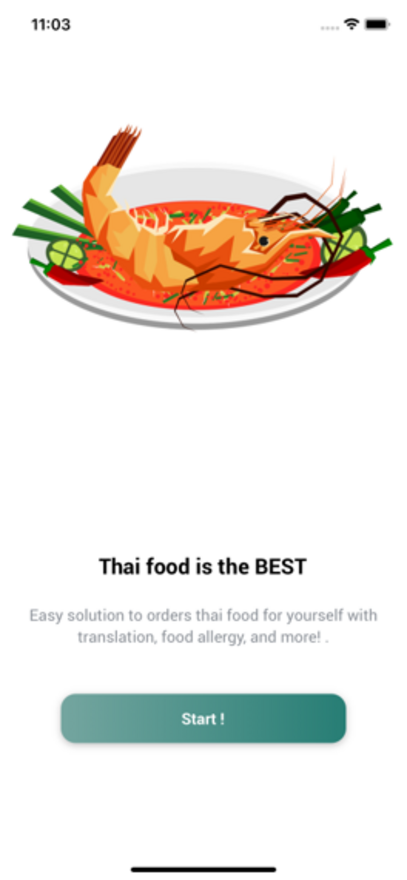 11:03
Thai food is the BEST
Easy solution to orders thai food for yourself with
translation, food allergy, and more! .
Start !